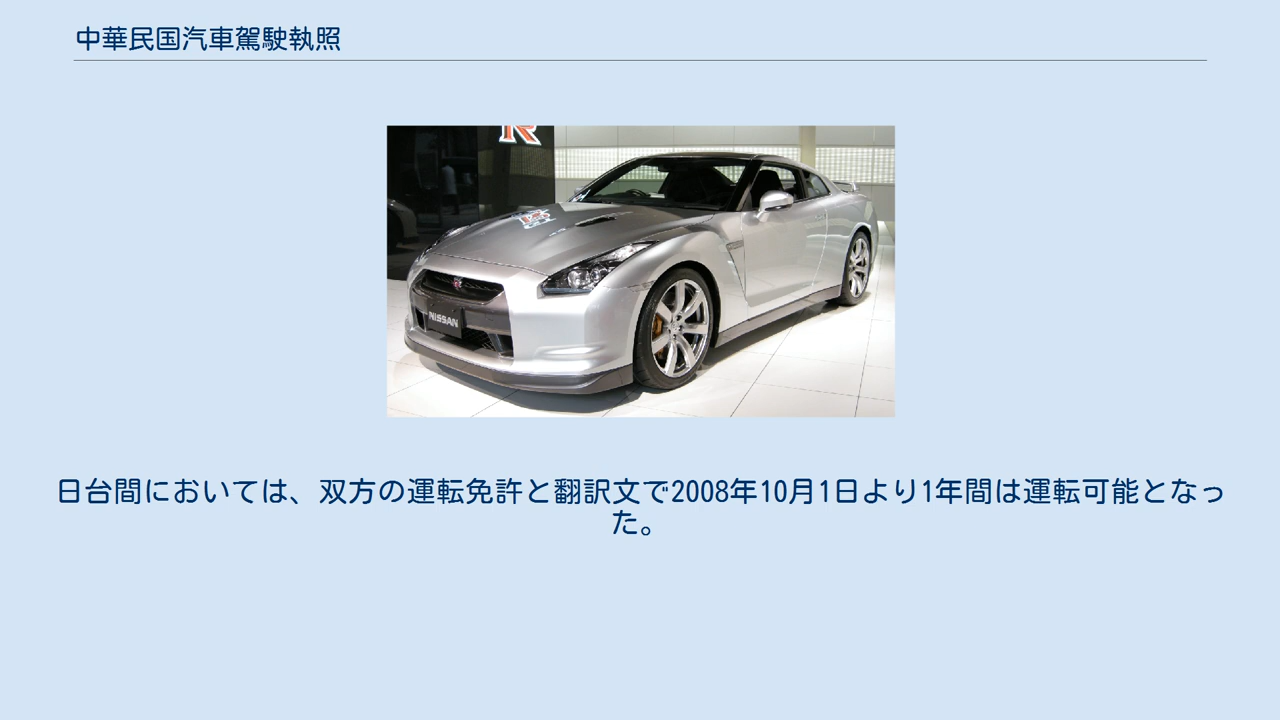 中華民国汽車駕駛執照
R
NISSAN
日台間においては、双方の運転免許と翻訳文で2008年10月1日より1年間は運転可能となっ
た。